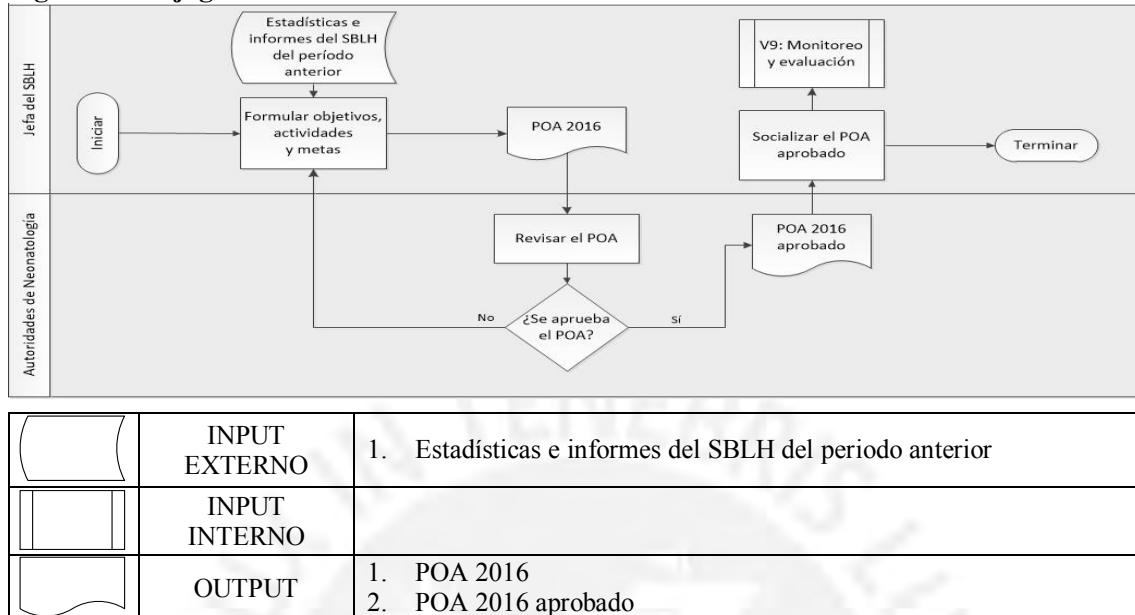 Jefa del SBLH
Iniciar
Estadísticas e
informes del SBLH
del período
anterior
Formular objetivos,
actividades
y metas
POA 2016
V9: Monitoreo
y evaluación
Socializar el POA
aprobado
Terminar
Autoridades de Neonatología
Revisar el POA
¿Se aprueba
el POA?
No
Sí
POA 2016
aprobado
INPUT
EXTERNO
1. Estadísticas e informes del SBLH del periodo anterior
INPUT
INTERNO
OUTPUT
1. POA 2016
2. POA 2016 aprobado